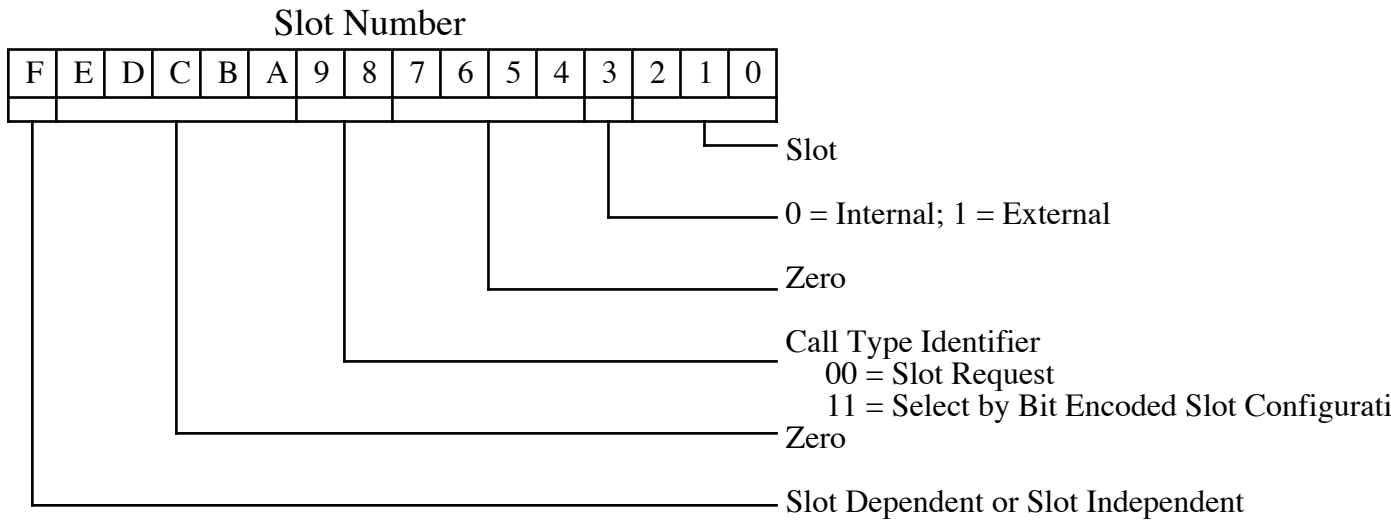 Slot Number
F E D C B A 9 8 7 6 5 4 3 2 1 0
Slot
0 = Internal; 1 = External
Zero
Call Type Identifier
00 = Slot Request
11 = Select by Bit Encoded Slot Configurati
Zero
Slot Dependent or Slot Independent